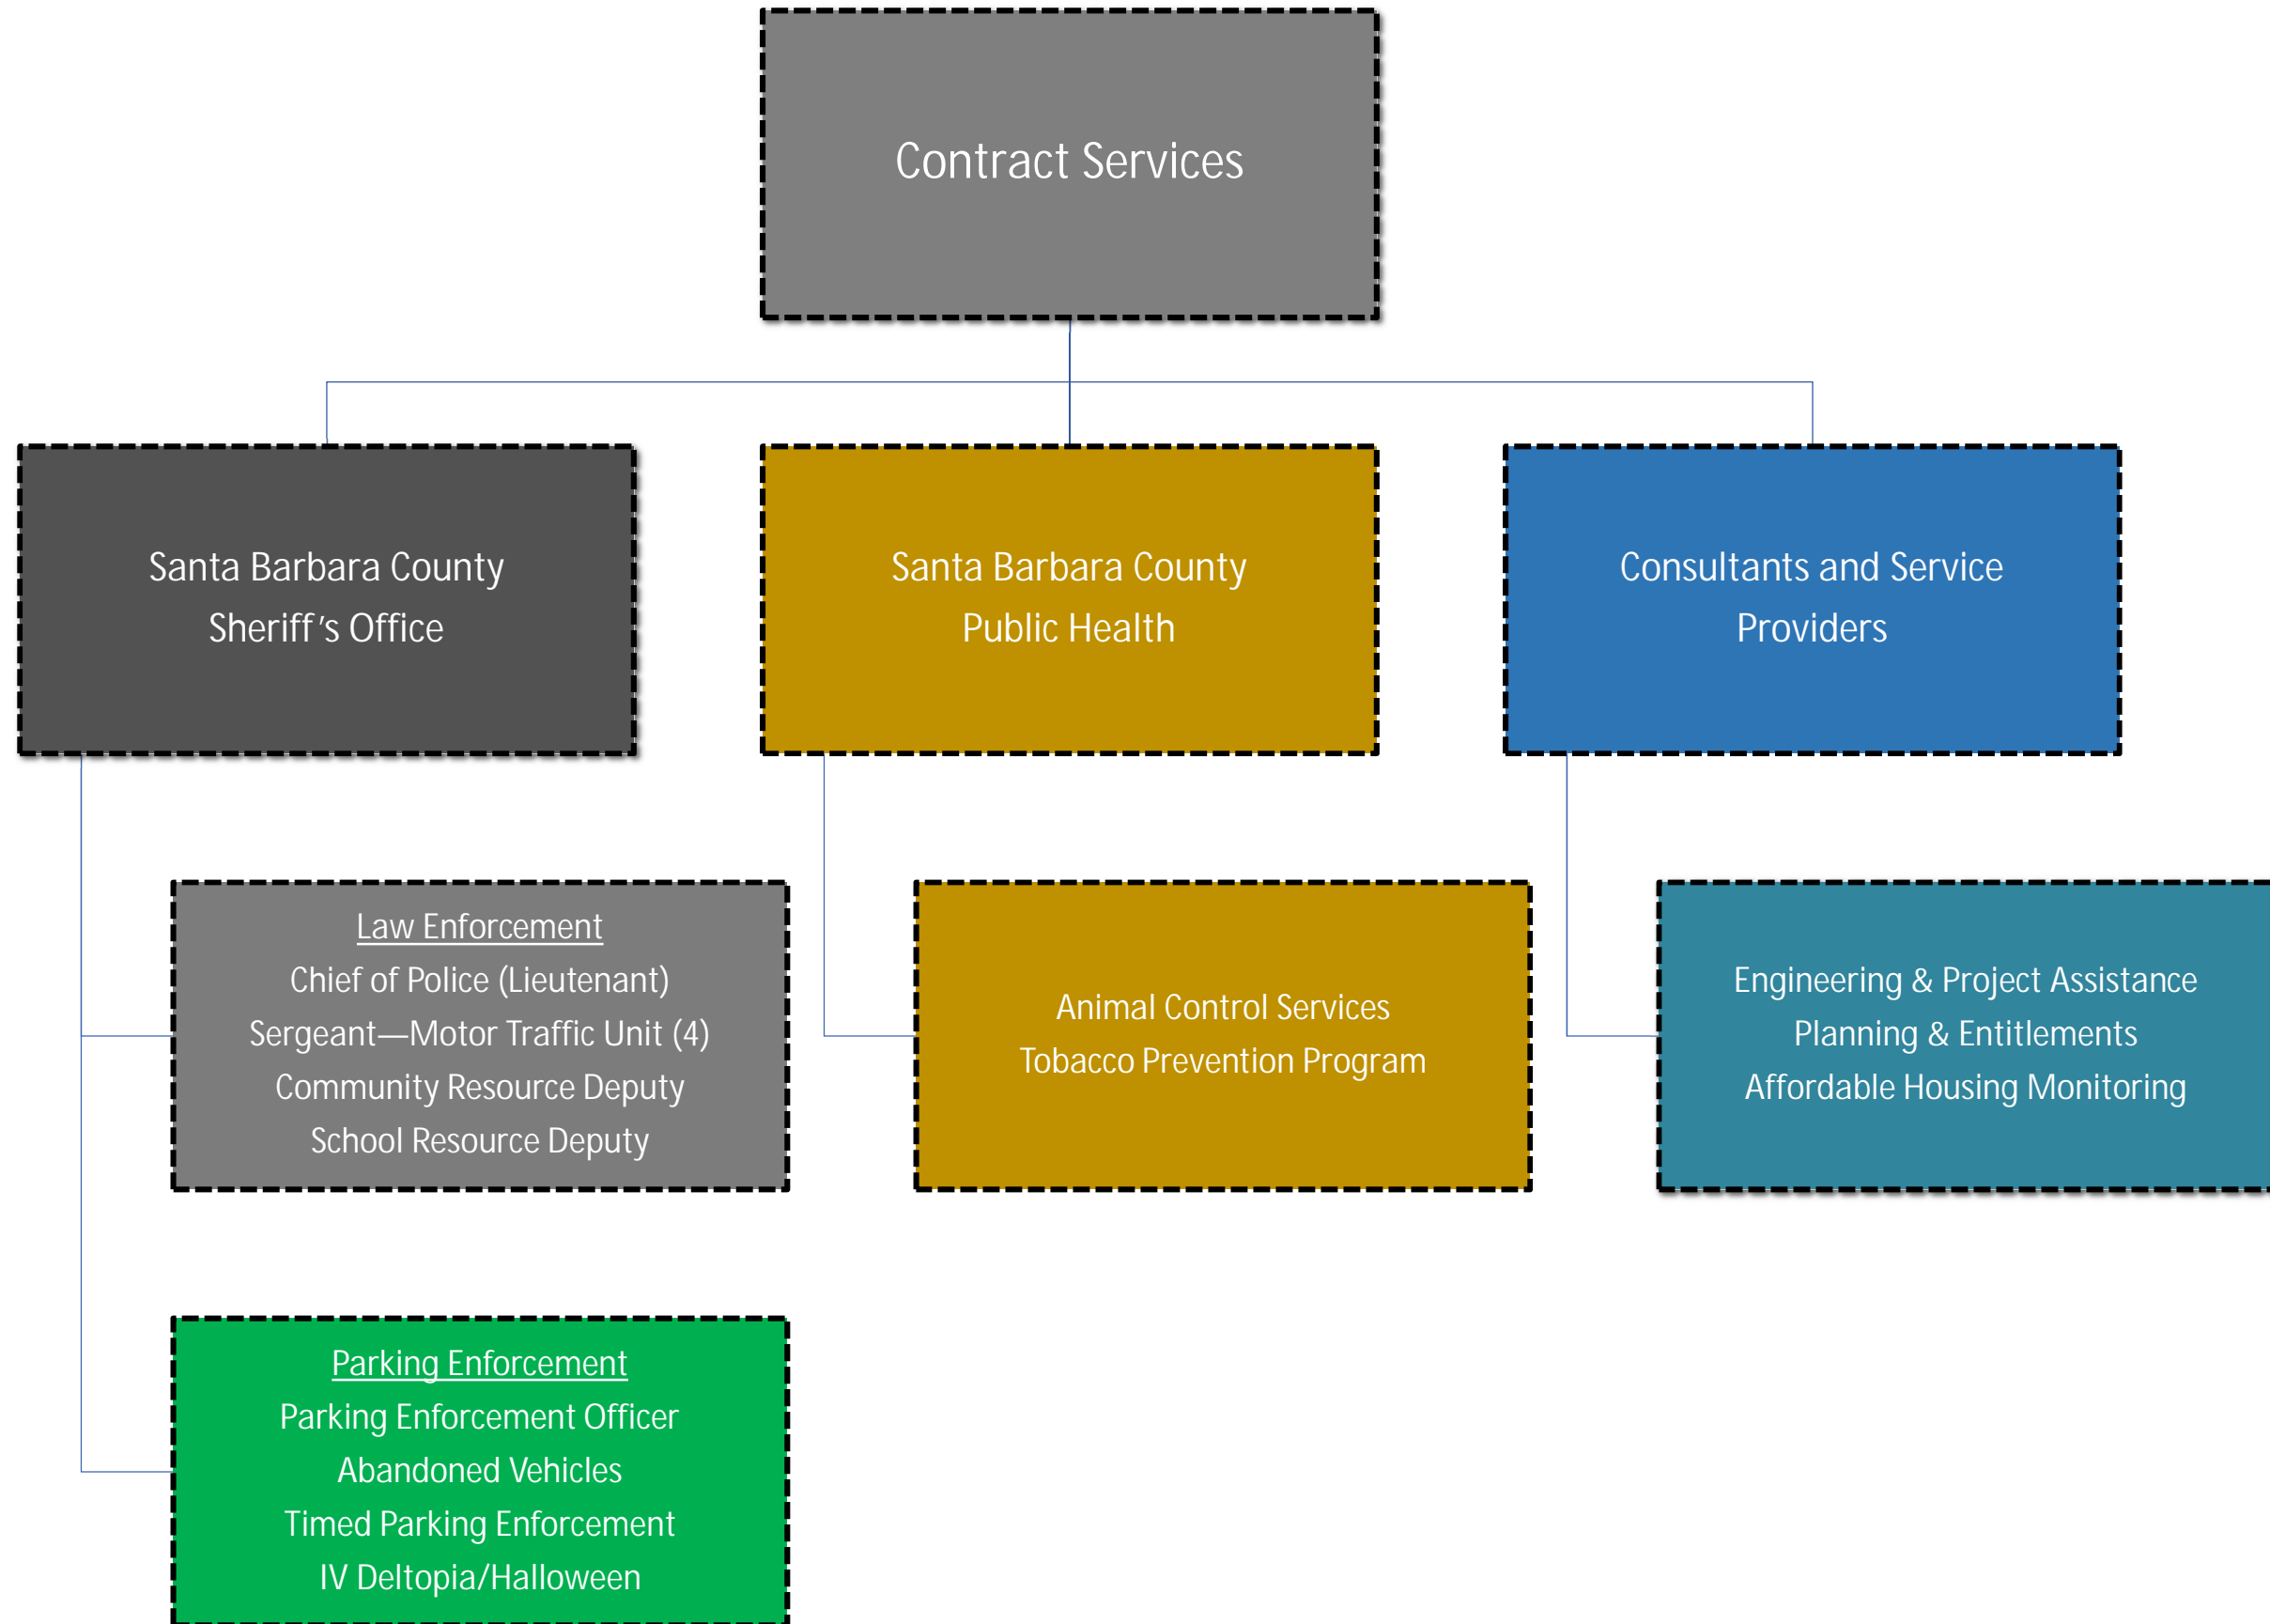 Contract Services
Santa Barbara County
Sheriff's Office
Santa Barbara County
Public Health
Consultants and Service
Providers
Law Enforcement
Chief of Police (Lieutenant)
Sergeant—Motor Traffic Unit (4)
Community Resource Deputy
School Resource Deputy
Animal Control Services
Tobacco Prevention Program
Engineering & Project Assistance
Planning & Entitlements
Affordable Housing Monitoring
Parking Enforcement
Parking Enforcement Officer
Abandoned Vehicles
Timed Parking Enforcement
IV Deltopia/Halloween